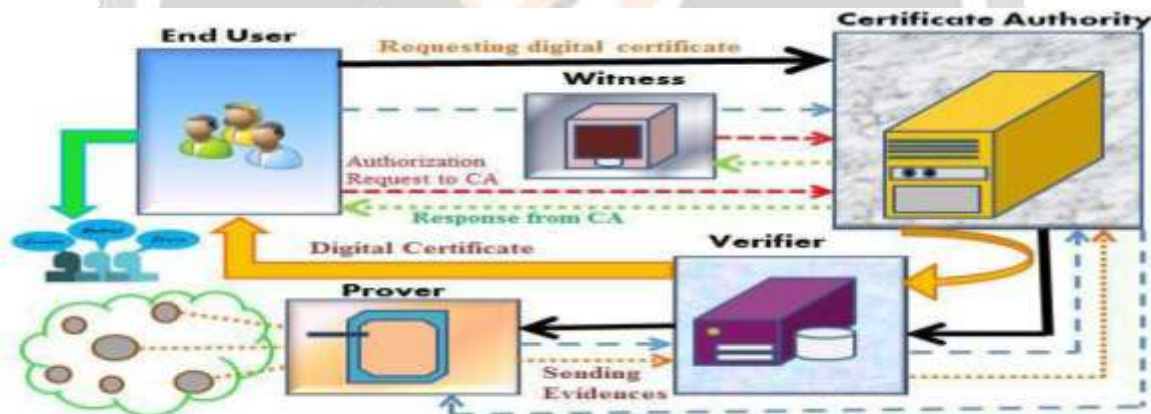 Certificate Authority
End User
Requesting digital certificate
Witness
Authorization
Request to CA
Response from CA
Digital Certificate
Verifier
Prover
Sending
Evidences